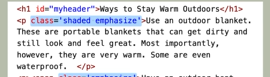 <h1 id="myheader">Ways to Stay Warm Outdoors</h1>
<p class='shaded emphasize'>Use an outdoor blanket.
These are portable blankets that can get dirty and
still look and feel great. Most importantly,
however, they are very warm. Some are even
waterproof.  </p>